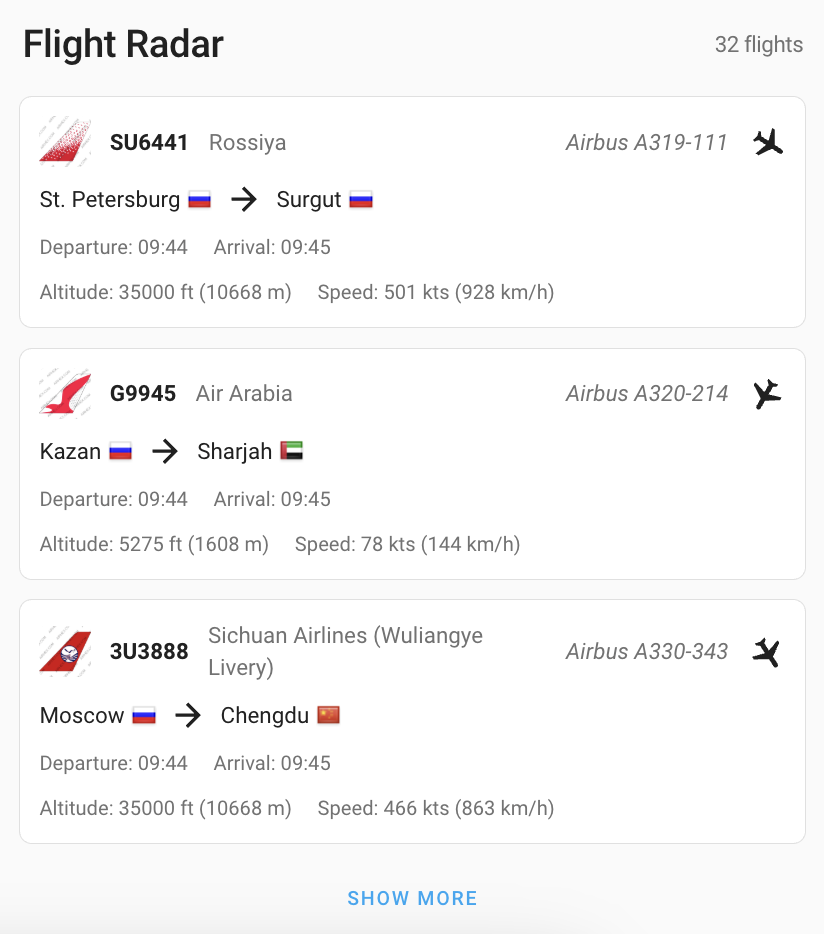 Flight Radar
32 flights
SU6441 Rossiya Airbus A319-111
St. Petersburg → Surgut
Departure: 09:44 Arrival: 09:45
Altitude: 35000 ft (10668 m) Speed: 501 kts (928 km/h)
G9945 Air Arabia Airbus A320-214
Kazan → Sharjah
Departure: 09:44 Arrival: 09:45
Altitude: 5275 ft (1608 m) Speed: 78 kts (144 km/h)
3U3888 Sichuan Airlines (Wuliangye
Livery) Airbus A330-343
Moscow → Chengdu
Departure: 09:44 Arrival: 09:45
Altitude: 35000 ft (10668 m) Speed: 466 kts (863 km/h)
SHOW MORE